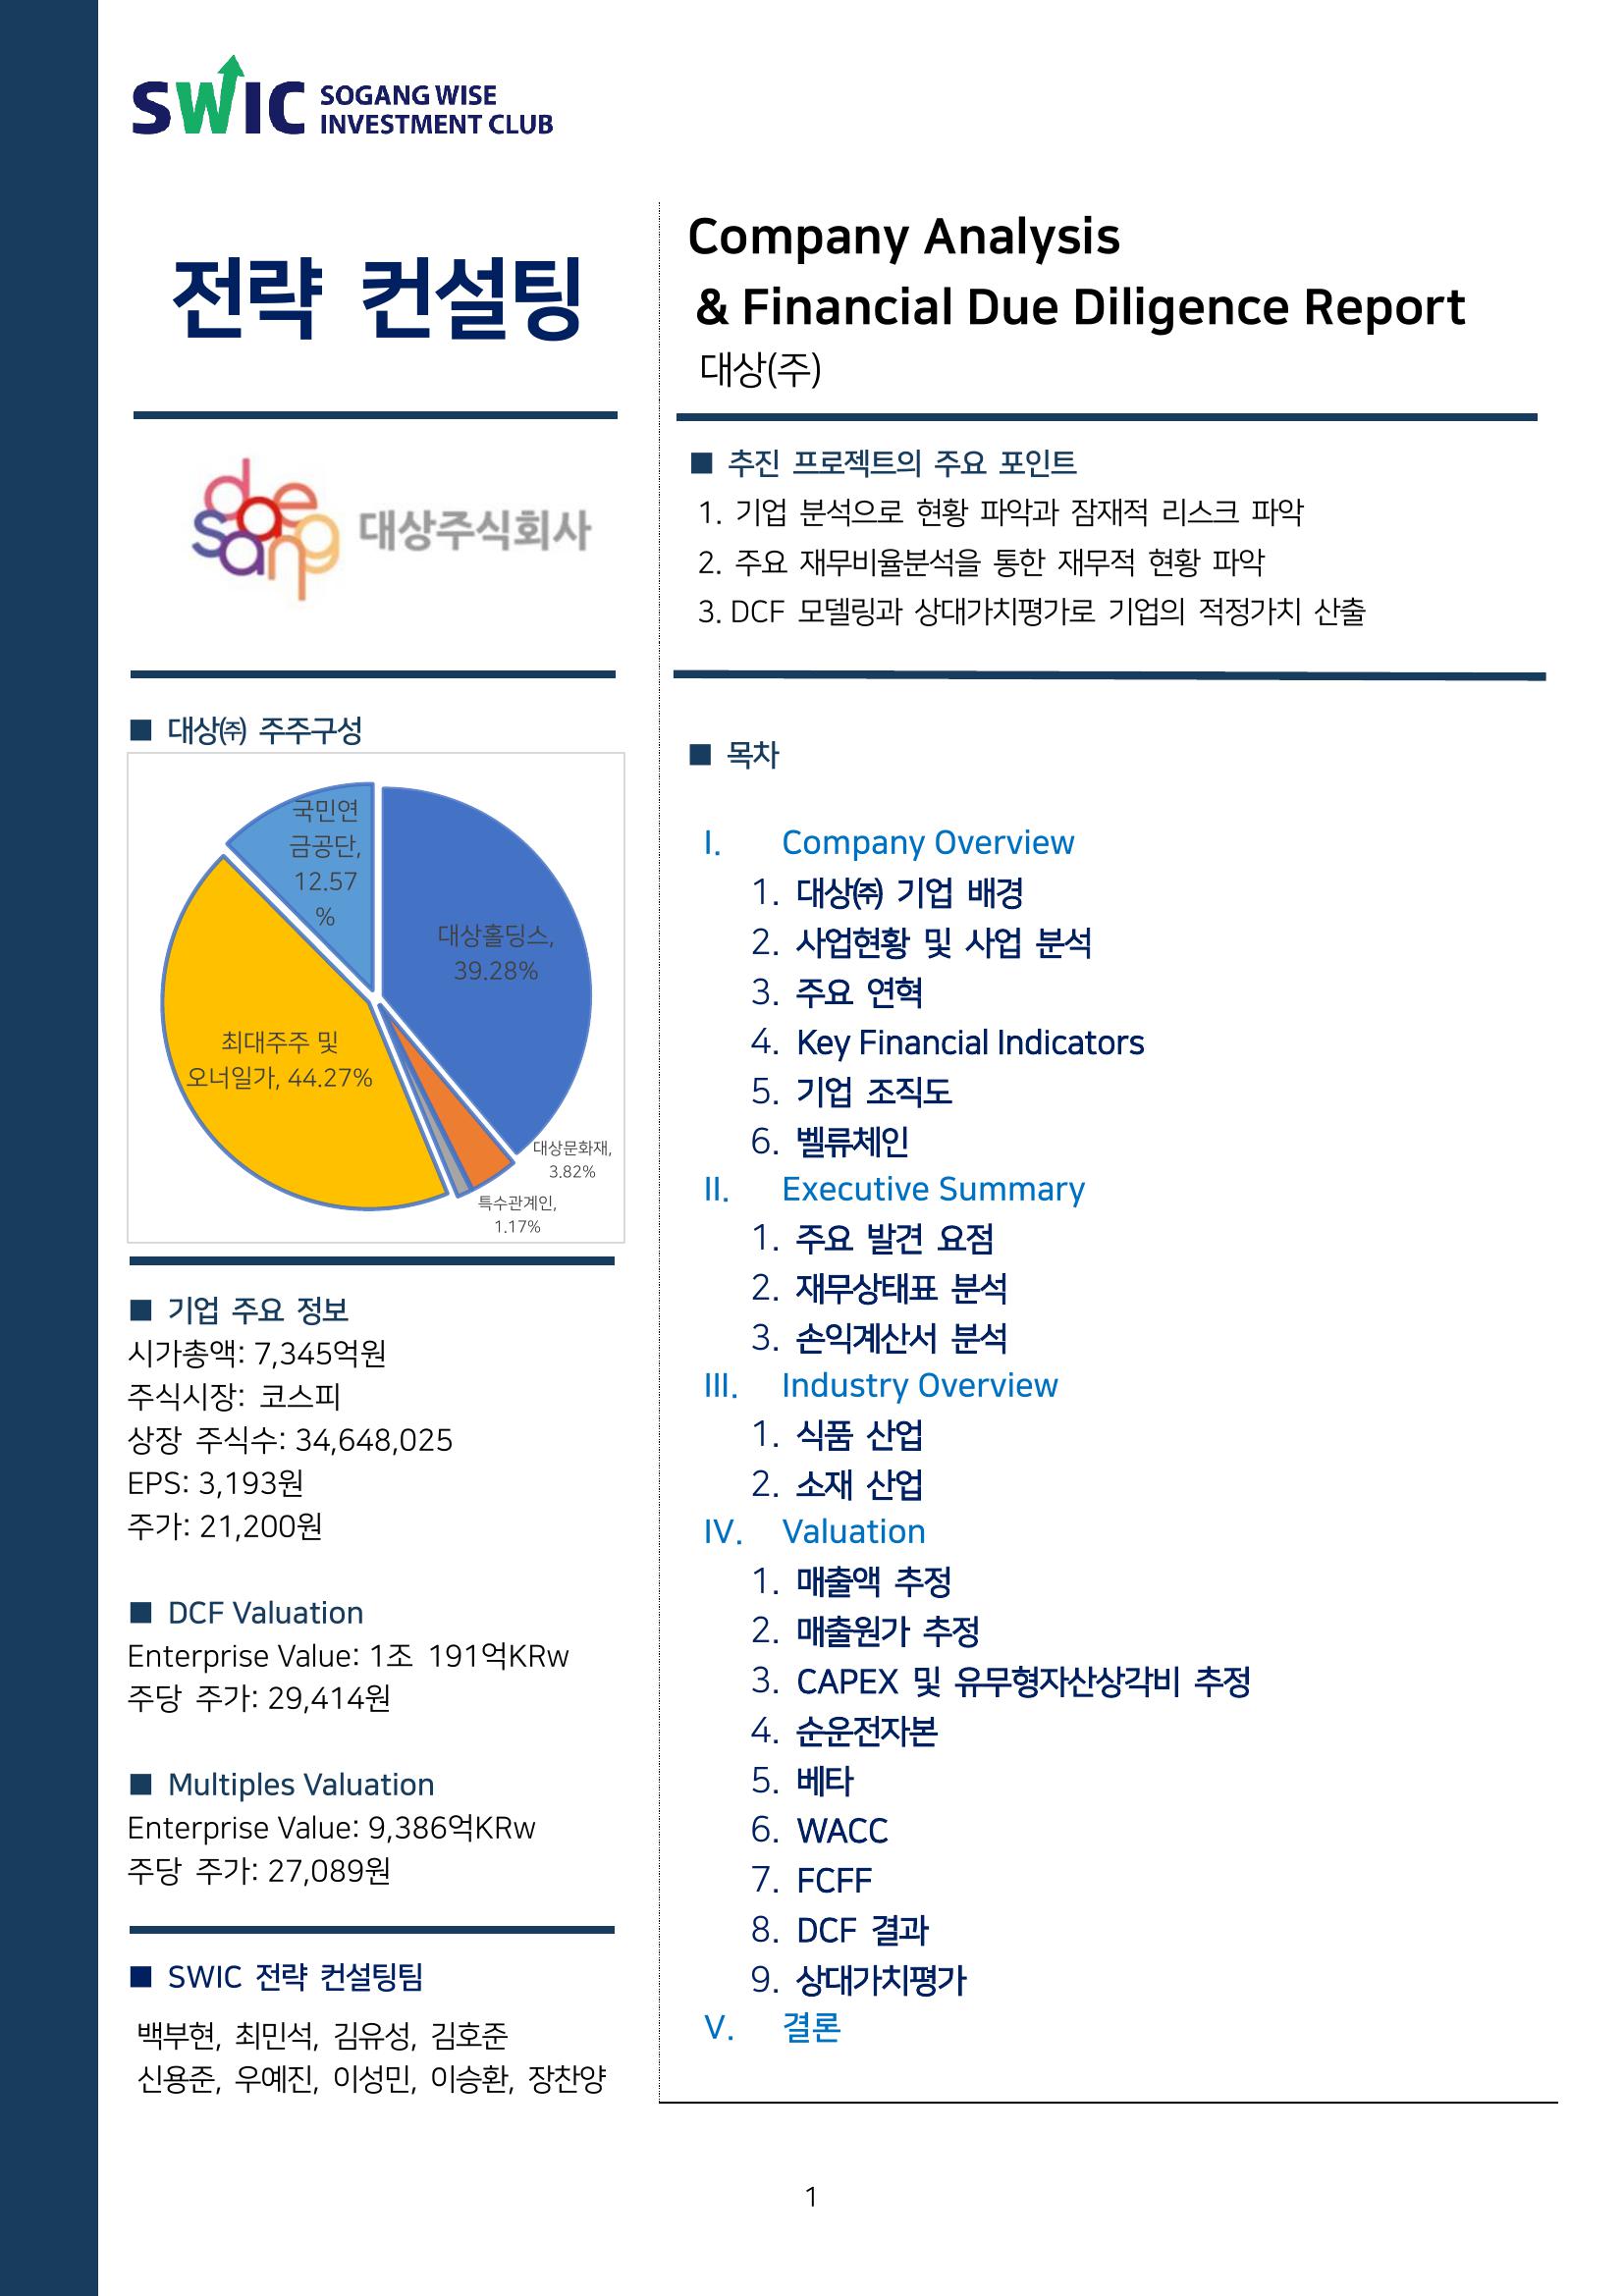 SWIC SOGANG WISE
INVESTMENT CLUB
전략 컨설팅
Company Analysis
& Financial Due Diligence Report
대상(주)
daesang 대상주식회사
■ 추진 프로젝트의 주요 포인트
1. 기업 분석으로 현황 파악과 잠재적 리스크 파악
2. 주요 재무비율분석을 통한 재무적 현황 파악
3. DCF 모델링과 상대가치평가로 기업의 적정가치 산출
■ 대상㈜ 주주구성
국민연
금공단,
12.57
%
대상홀딩스,
39.28%
최대주주 및
오너일가, 44.27%
대상문화재,
3.82%
특수관계인,
1.17%
■ 기업 주요 정보
시가총액: 7,345억원
주식시장: 코스피
상장 주식수: 34,648,025
EPS: 3,193원
주가: 21,200원
■ DCF Valuation
Enterprise Value: 1조 191억KRw
주당 주가: 29,414원
■ Multiples Valuation
Enterprise Value: 9,386억KRw
주당 주가: 27,089원
■ SWIC 전략 컨설팅팀
백부현, 최민석, 김유성, 김호준
신용준, 우예진, 이성민, 이승환, 장찬양
■ 목차
I. Company Overview
1. 대상㈜ 기업 배경
2. 사업현황 및 사업 분석
3. 주요 연혁
4. Key Financial Indicators
5. 기업 조직도
6. 벨류체인
II. Executive Summary
1. 주요 발견 요점
2. 재무상태표 분석
3. 손익계산서 분석
III. Industry Overview
1. 식품 산업
2. 소재 산업
IV. Valuation
1. 매출액 추정
2. 매출원가 추정
3. CAPEX 및 유무형자산상각비 추정
4. 순운전자본
5. 베타
6. WACC
7. FCFF
8. DCF 결과
9. 상대가치평가
V. 결론
1